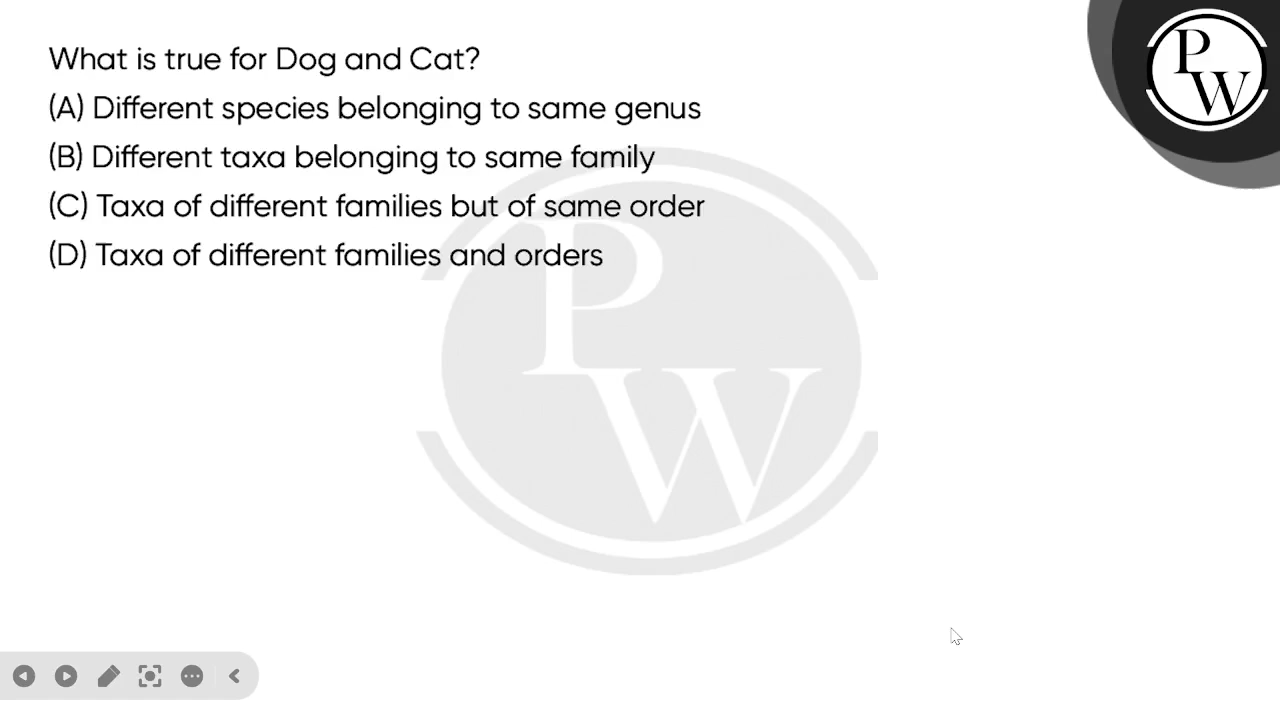 What is true for Dog and Cat?
(A) Different species belonging to same genus
(B) Different taxa belonging to same family
(C) Taxa of different families but of same order
(D) Taxa of different families and orders
P
W
P
W